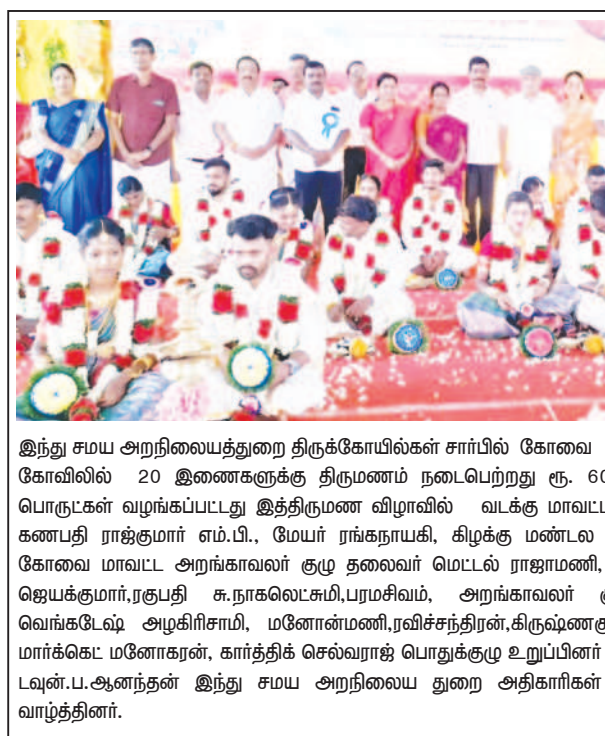 இந்து சமய அறநிலையத்துறை திருக்கோயில்கள் சார்பில் கோவை
கோவிலில் 20 இணைகளுக்கு திருமணம் நடைபெற்றது ரூ. 60
பொருட்கள் வழங்கப்பட்டது இத்திருமண விழாவில் வடக்கு
கணபதி ராஜ்குமார் எம்.பி., மேயர் ரங்கநாயகி, கிழக்கு மண்டல
கோவை மாவட்ட அறங்காவலர் குழு தலைவர் மெட்டல் ராஜாமணி,
ஜெயக்குமார்,ரகுபதி சு.நாகலெட்சுமி,பரமசிவம், அறங்காவலர்
வெங்கடேஷ் அழகிரிசாமி, மனோன்மணி,ரவிச்சந்திரன்,
மார்க்கெட் மனோகரன், கார்த்திக் செல்வராஜ் பொதுக்குழு உறுப்பினர்
டவுன்.ப.ஆனந்தன் இந்து சமய அறநிலைய துறை அதிகாரிகள்
வாழ்த்தினர்.